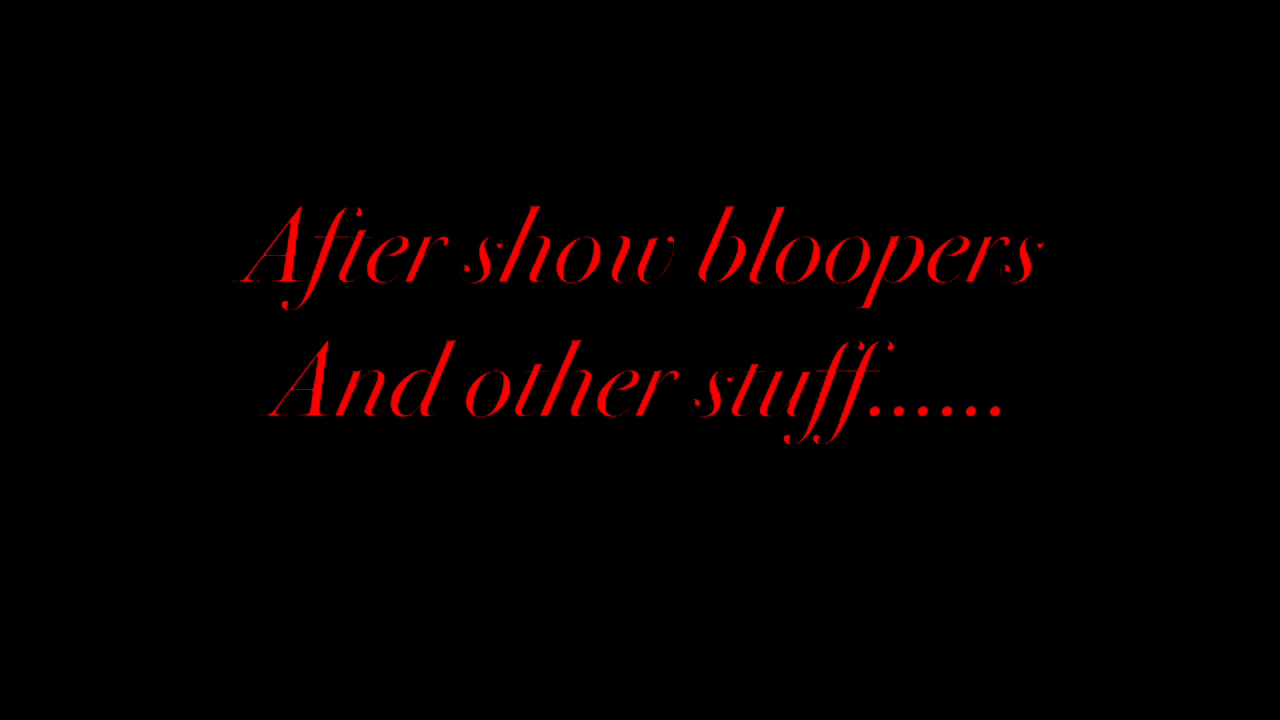 After show bloopers
And other stuff......